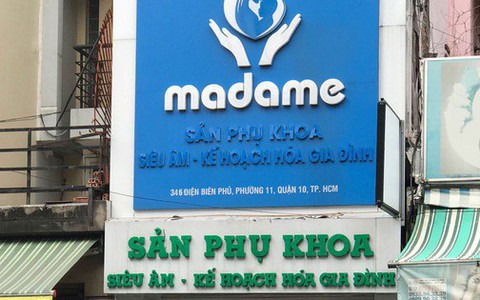 madame
SẢN PHỤ KHOA
SIÊU ÂM - KẾ HOẠCH HÓA GIA ĐÌNH
346 ĐIỆN BIÊN PHỦ, PHƯỜNG 11, QUẬN 10, TP. HCM
SẢN PHỤ KHOA
SIÊU ÂM - KẾ HOẠCH HÓA GIA ĐÌNH